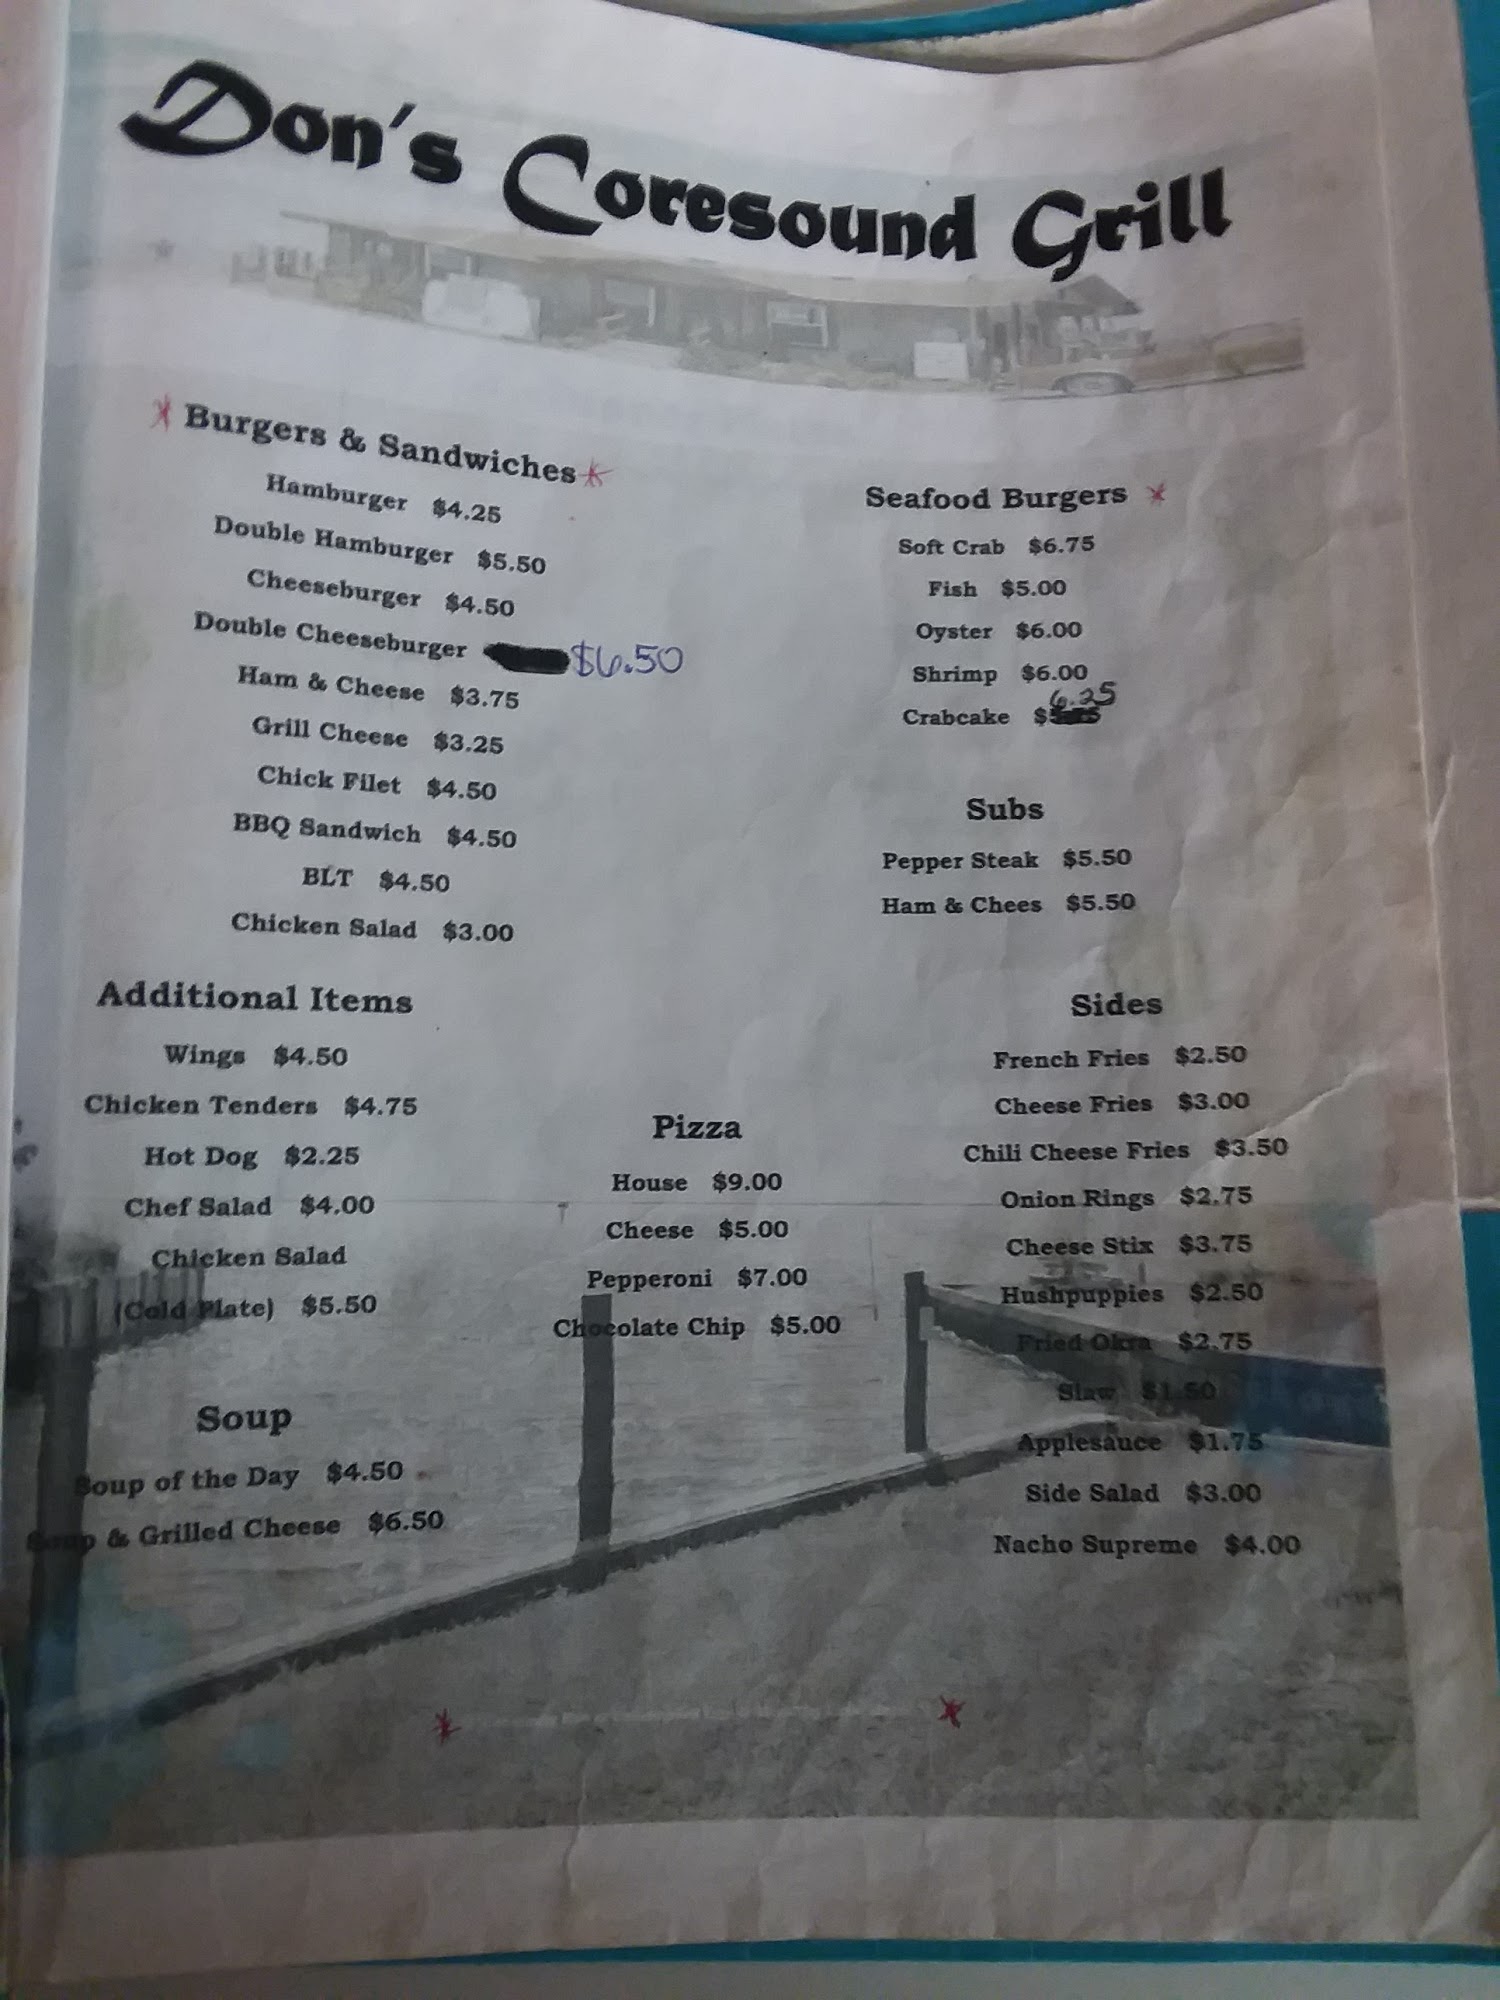 Don's Coresound Grill
Burgers & Sandwiches
Hamburger $4.25
Double Hamburger $5.50
Cheeseburger $4.50
Double Cheeseburger $6.50
Ham & Cheese $3.75
Grill Cheese $3.25
Chick Filet $4.50
BBQ Sandwich $4.50
BLT $4.50
Chicken Salad $3.00
Seafood Burgers
Soft Crab $6.75
Fish $5.00
Oyster $6.00
Shrimp $6.00
6.25
Crabcake $
Subs
Pepper Steak $5.50
Ham & Chees $5.50
Additional Items
Wings $4.50
Chicken Tenders $4.75
Hot Dog $2.25
Chef Salad $4.00
Chicken Salad
(Cold Plate) $5.50
Soup
Soup of the Day $4.50
Soup & Grilled Cheese $6.50
Pizza
House $9.00
Cheese $5.00
Pepperoni $7.00
Chocolate Chip $5.00
Sides
French Fries $2.50
Cheese Fries $3.00
Chili Cheese Fries $3.50
Onion Rings $2.75
Cheese Stix $3.75
Hushpuppies $2.50
Fried Okra $2.75
Slaw $1.50
Applesauce $1.75
Side Salad $3.00
Nacho Supreme $4.00